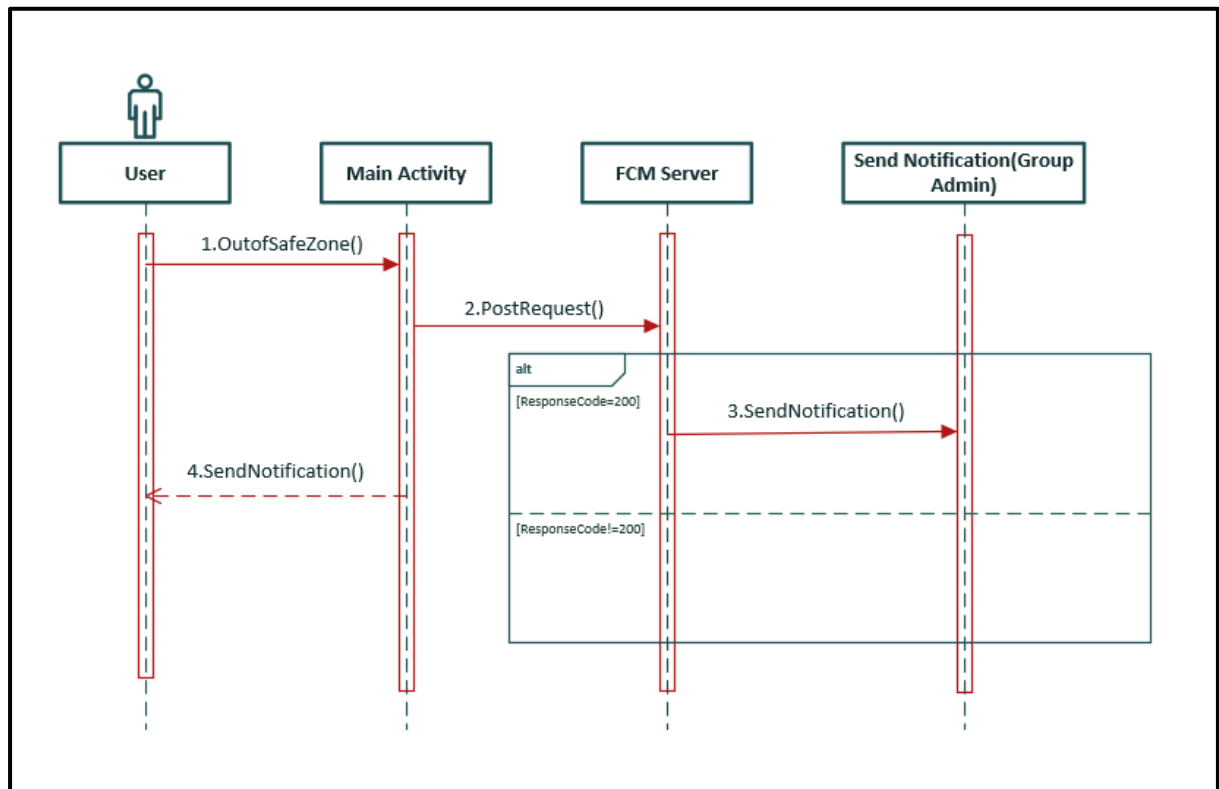 User
Main Activity
FCM Server
Send Notification(Group
Admin)
1.OutofSafeZone()
2.PostRequest()
alt
[ResponseCode=200]
3.SendNotification()
4.SendNotification()
[ResponseCode!=200]